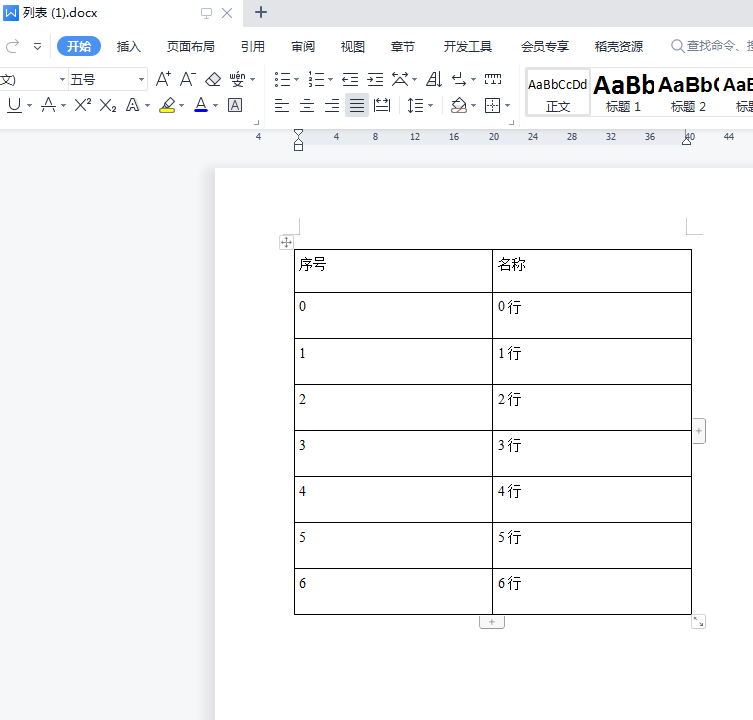 列表 (1).docx
开始 插入 页面布局 引用 审阅 视图 章节 开发工具 会员专享 稻壳资源 查找命令、
文) 五号 AaBbCcDd AaBb AaBb AaB
正文 标题 1 标题 2 标题
4 4 8 12 16 20 24 28 32 36 40 44
序号 名称
0 0 行
1 1 行
2 2 行
3 3 行
4 4 行
5 5 行
6 6 行